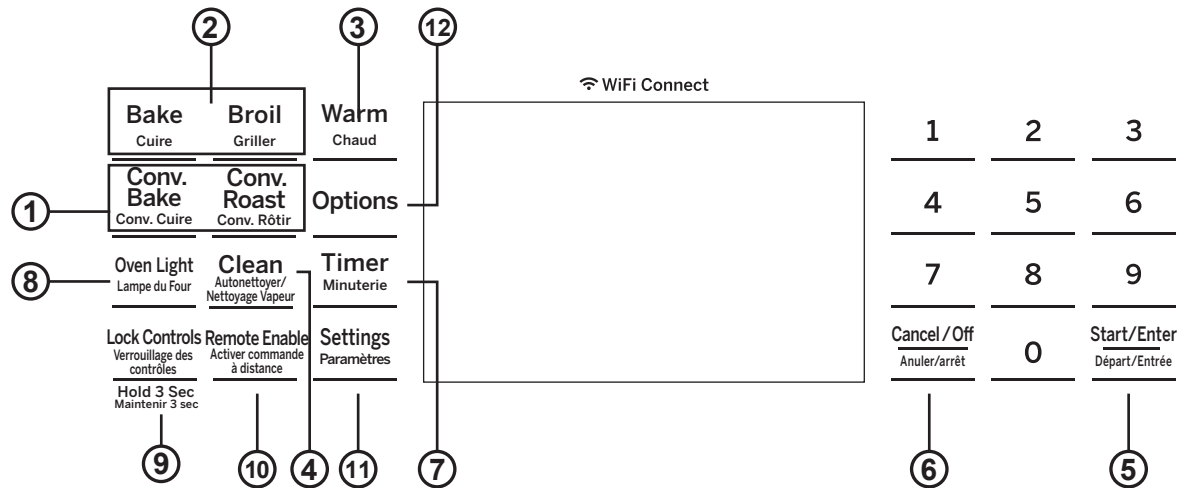 2
3
12
WiFi Connect
Bake
Cuire
Broil
Griller
Warm
Chaud
1
2
3
Conv.
Bake
Conv. Cuire
Conv.
Roast
Conv. Rôtir
Options
1
4
5
6
Oven Light
Lampe du Four
Clean
Autonettoyer/
Nettoyage Vapeur
Timer
Minuterie
8
7
8
9
Lock Controls
Verrouillage des
contrôles
Hold 3 Sec
Maintenir 3 sec
Remote Enable
Activer commande
à distance
Settings
Paramètres
Cancel / Off
Anuler/arrêt
0
Start/Enter
Départ/Entrée
9
10
4
11
7
6
5